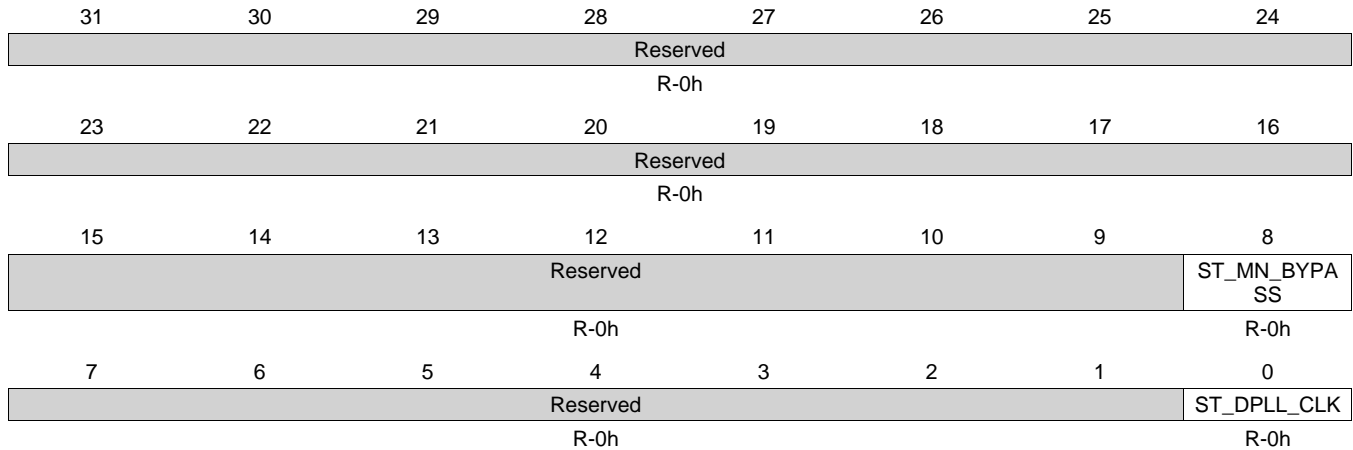 31 30 29 28 27 26 25 24
Reserved
R-0h
23 22 21 20 19 18 17 16
Reserved
R-0h
15 14 13 12 11 10 9 8
Reserved ST_MN_BYPA
SS
R-0h R-0h
7 6 5 4 3 2 1 0
Reserved ST_DPLL_CLK
R-0h R-0h